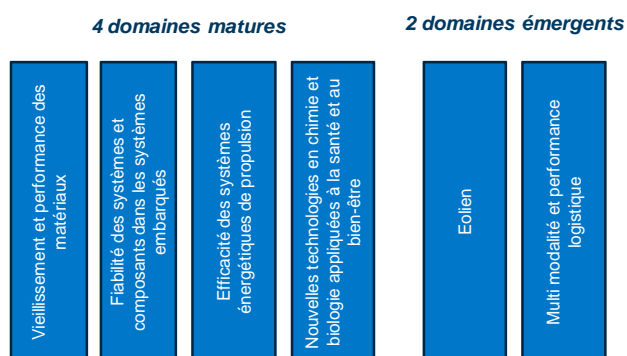 4 domaines matures
2 domaines émergents
Vieillissement et performance des
matériaux
Fiabilité des systèmes et
composants dans les systèmes
embarqués
Efficacité des systèmes
énergétiques de propulsion
Nouvelles technologies en chimie et
biologie appliquées à la santé et au
bien-être
Eolien
Multi modalité et performance
logistique